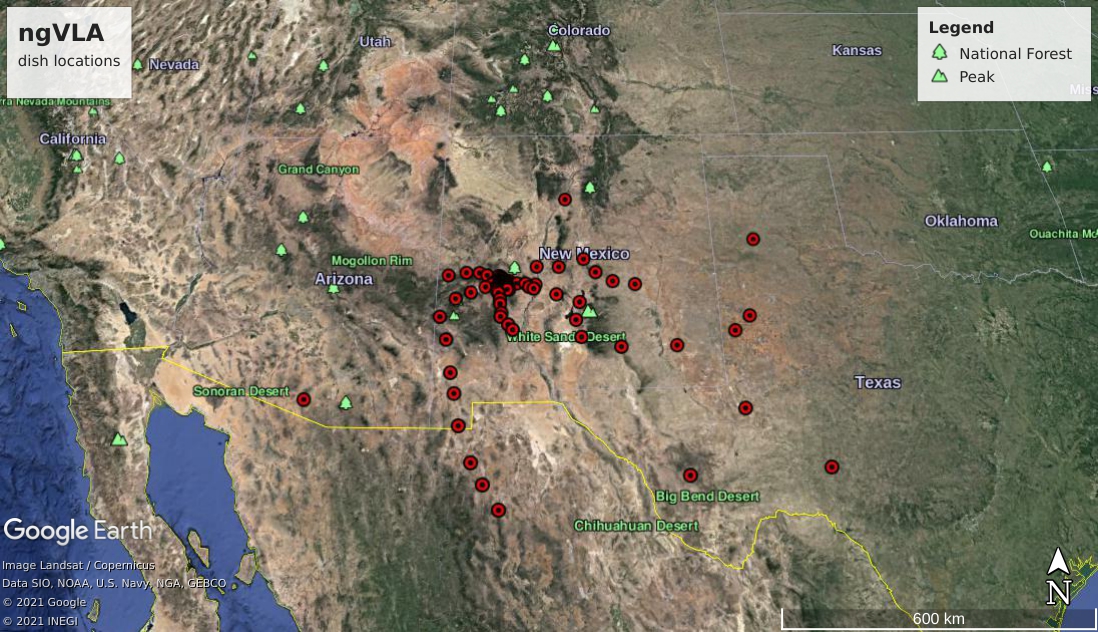 ngVLA
dish locations
Legend
National Forest
Peak
Utah
Colorado
Kansas
Nevada
rra Nevada Mountains
Miss
California
Grand Canyon
Oklahoma
Ouachita Mo
New Mexico
Mogollon Rim
Arizona
White Sands Desert
Texas
Sonoran Desert
Big Bend Desert
Chihuahuan Desert
Google Earth
Image Landsat / Copernicus
Data SIO, NOAA, U.S. Navy, NGA, GEBCO
© 2021 Google
© 2021 INEGI
N
600 km